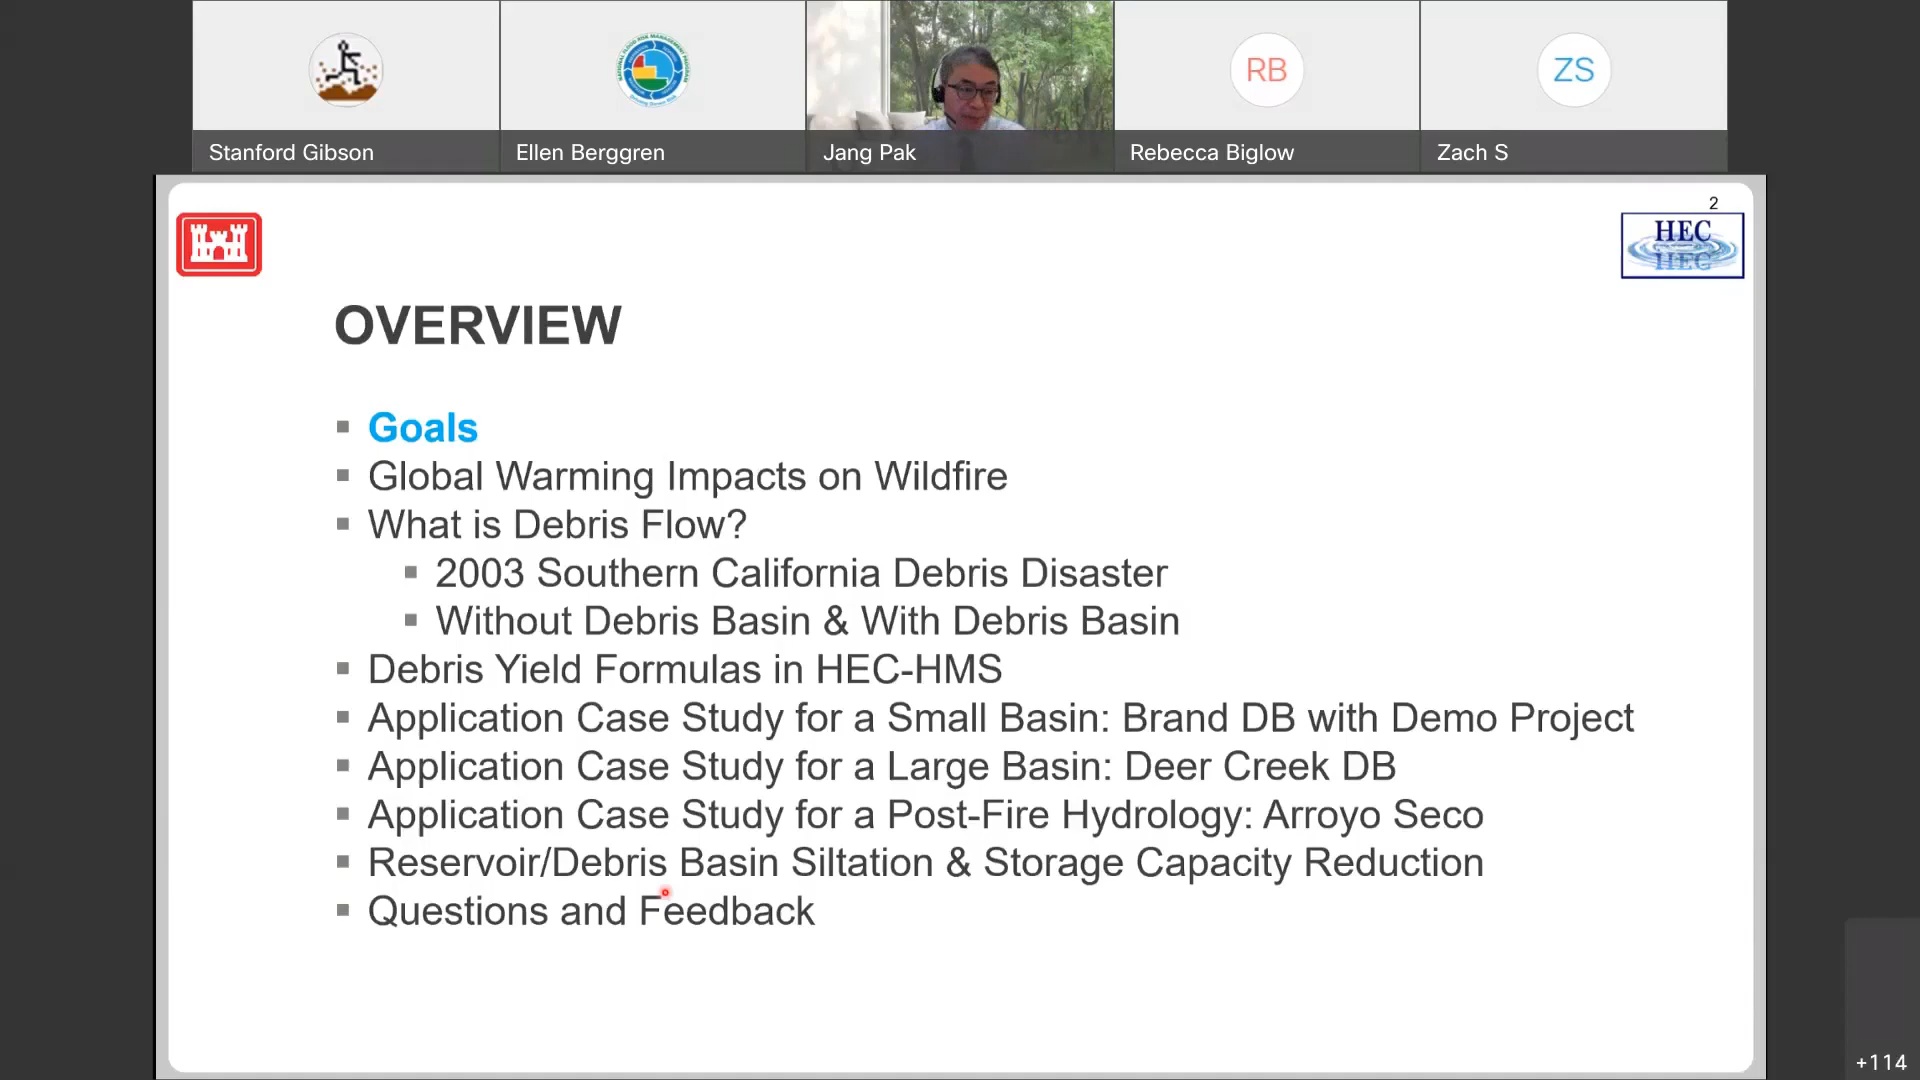 Stanford Gibson
Ellen Berggren
Jang Pak
RB
Rebecca Biglow
ZS
Zach S
2
HEC
OVERVIEW
Goals
Global Warming Impacts on Wildfire
What is Debris Flow?
2003 Southern California Debris Disaster
Without Debris Basin & With Debris Basin
Debris Yield Formulas in HEC-HMS
Application Case Study for a Small Basin: Brand DB with Demo Project
Application Case Study for a Large Basin: Deer Creek DB
Application Case Study for a Post-Fire Hydrology: Arroyo Seco
Reservoir/Debris Basin Siltation & Storage Capacity Reduction
Questions and Feedback
+114